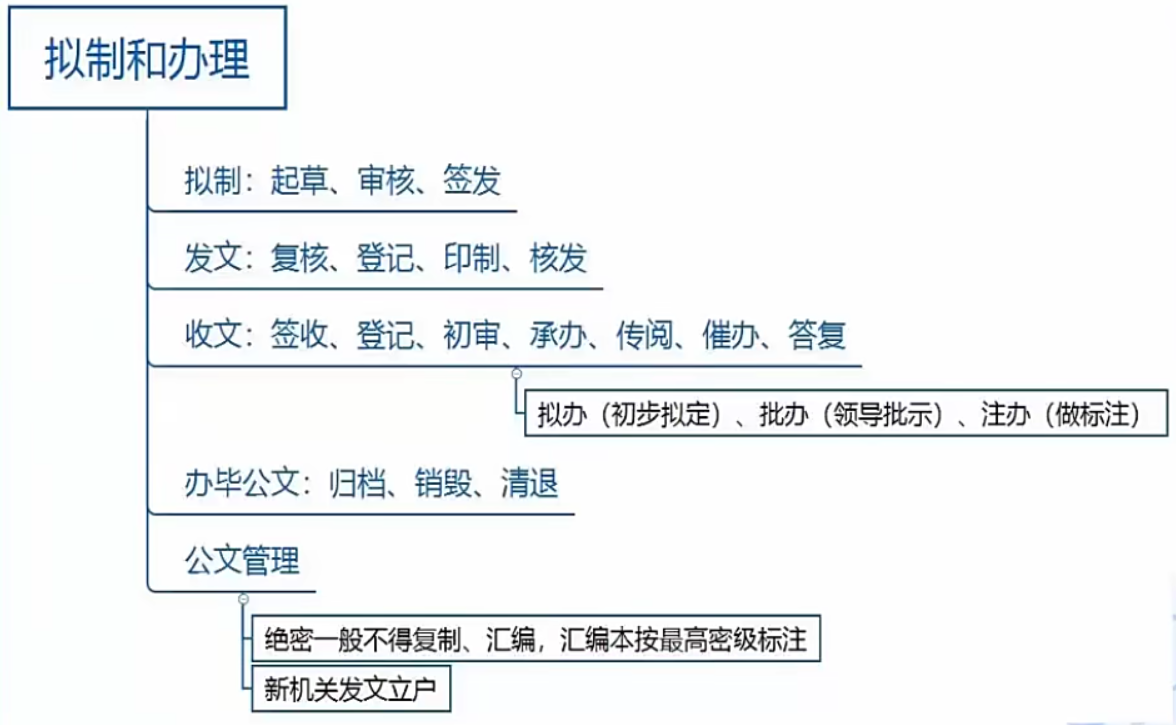 拟制和办理
拟制：起草、审核、签发
发文：复核、登记、印制、核发
收文：签收、登记、初审、承办、传阅、催办、答复
拟办（初步拟定）、批办（领导批示）、注办（做标注）
办毕公文：归档、销毁、清退
公文管理
绝密一般不得复制、汇编，汇编本按最高密级标注
新机关发文立户